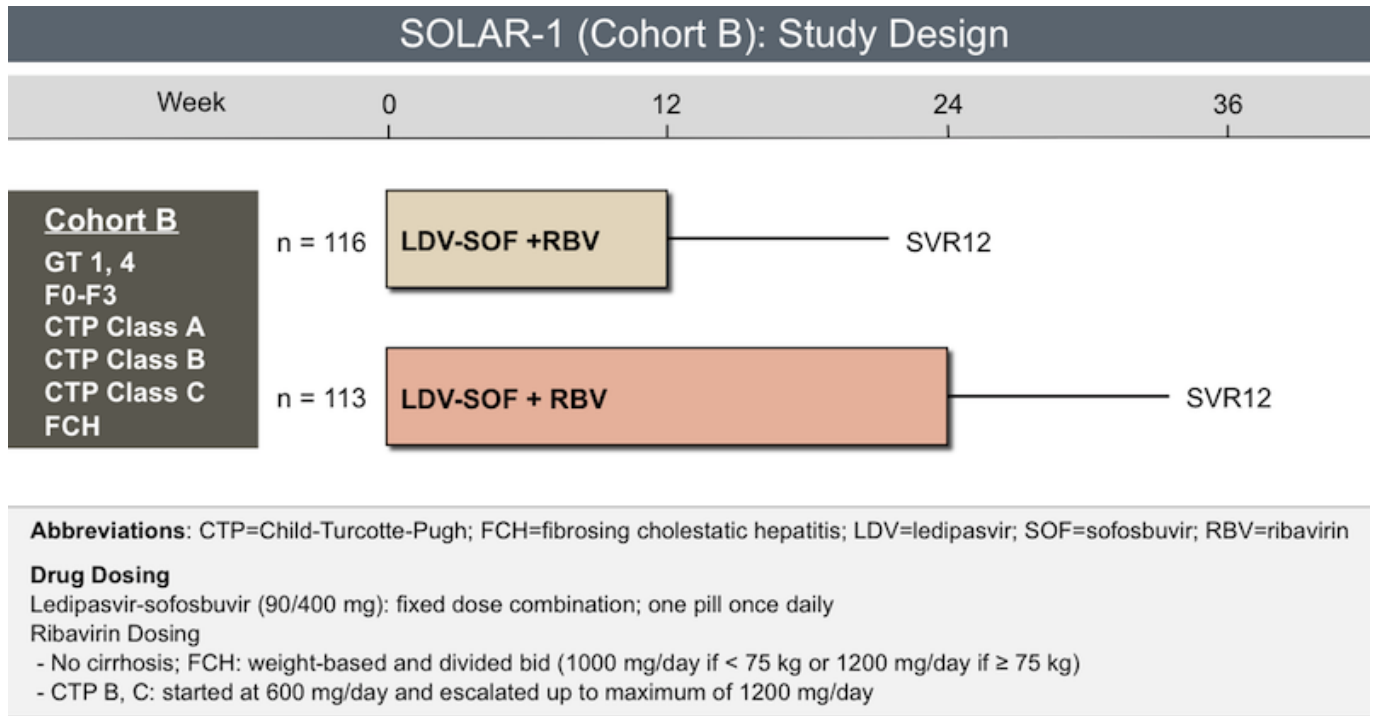 SOLAR-1 (Cohort B): Study Design
Week 0 12 24 36
Cohort B
GT 1, 4
F0-F3
CTP Class A
CTP Class B
CTP Class C
FCH
n = 116 LDV-SOF +RBV SVR12
n = 113 LDV-SOF + RBV SVR12
Abbreviations: CTP=Child-Turcotte-Pugh; FCH=fibrosing cholestatic hepatitis; LDV=ledipasvir; SOF=sofosbuvir; RBV=ribavirin
Drug Dosing
Ledipasvir-sofosbuvir (90/400 mg): fixed dose combination; one pill once daily
Ribavirin Dosing
- No cirrhosis; FCH: weight-based and divided bid (1000 mg/day if < 75 kg or 1200 mg/day if ≥ 75 kg)
- CTP B, C: started at 600 mg/day and escalated up to maximum of 1200 mg/day